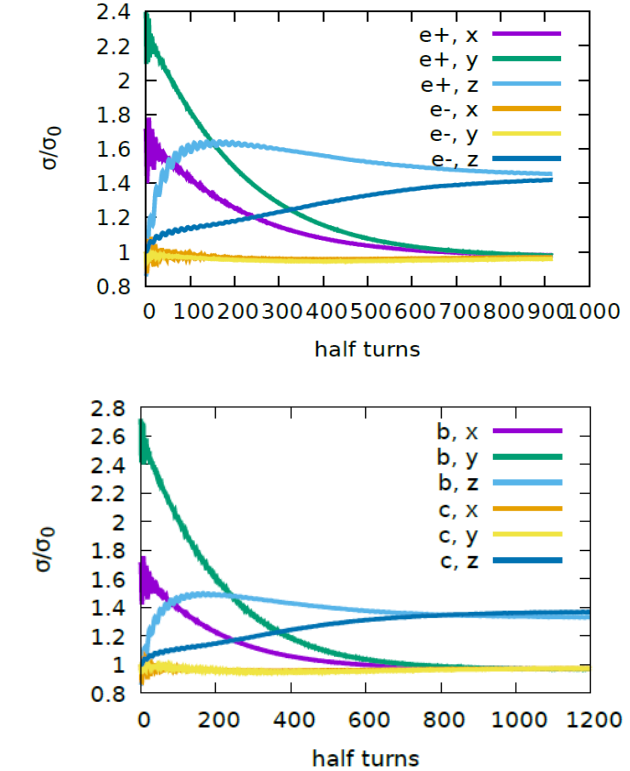 2.4
2.2
2
1.8
1.6
1.4
1.2
1
0.8
σ/σ0
e+, x
e+, y
e+, z
e-, x
e-, y
e-, z
0 100 200 300 400 500 600 700 800 900 1000
half turns
2.8
2.6
2.4
2.2
2
1.8
1.6
1.4
1.2
1
0.8
σ/σ0
b, x
b, y
b, z
c, x
c, y
c, z
0 200 400 600 800 1000 1200
half turns